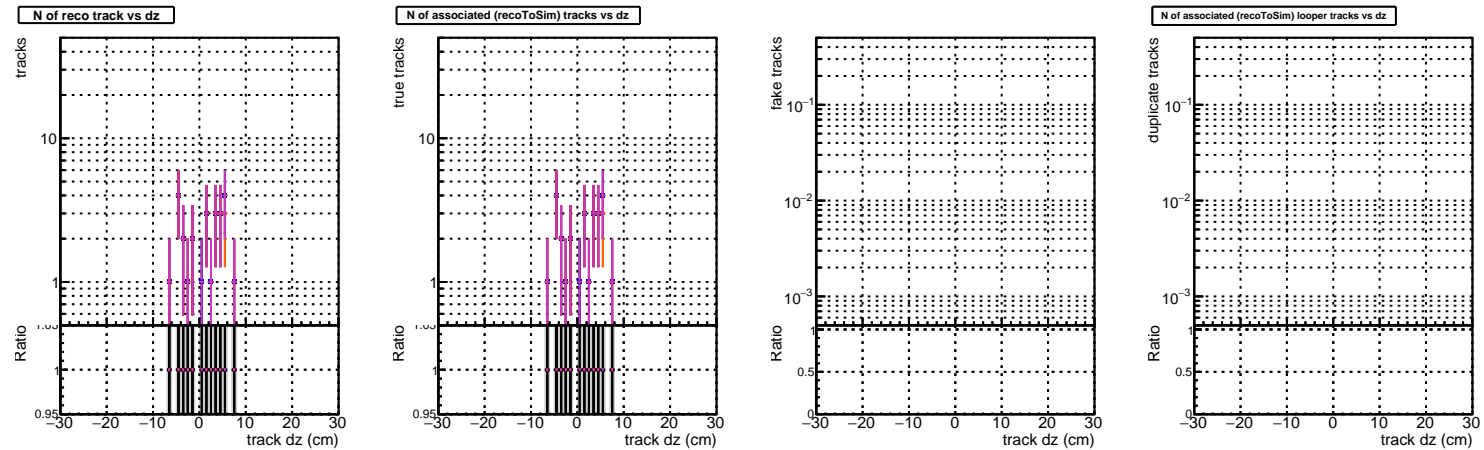 N of reco track vs dz
tracks
10
1
1.05
Ratio
1
0.95
−30 −20 −10 0 10 20 30
track dz (cm)
N of associated (recoToSim) tracks vs dz
true tracks
10
1
1.05
Ratio
1
0.95
−30 −20 −10 0 10 20 30
track dz (cm)
fake tracks
10−1
10−2
10−3
1
Ratio
0.5
0
−30 −20 −10 0 10 20 30
track dz (cm)
N of associated (recoToSim) looper tracks vs dz
duplicate tracks
10−1
10−2
10−3
1
Ratio
0.5
0
−30 −20 −10 0 10 20 30
track dz (cm)